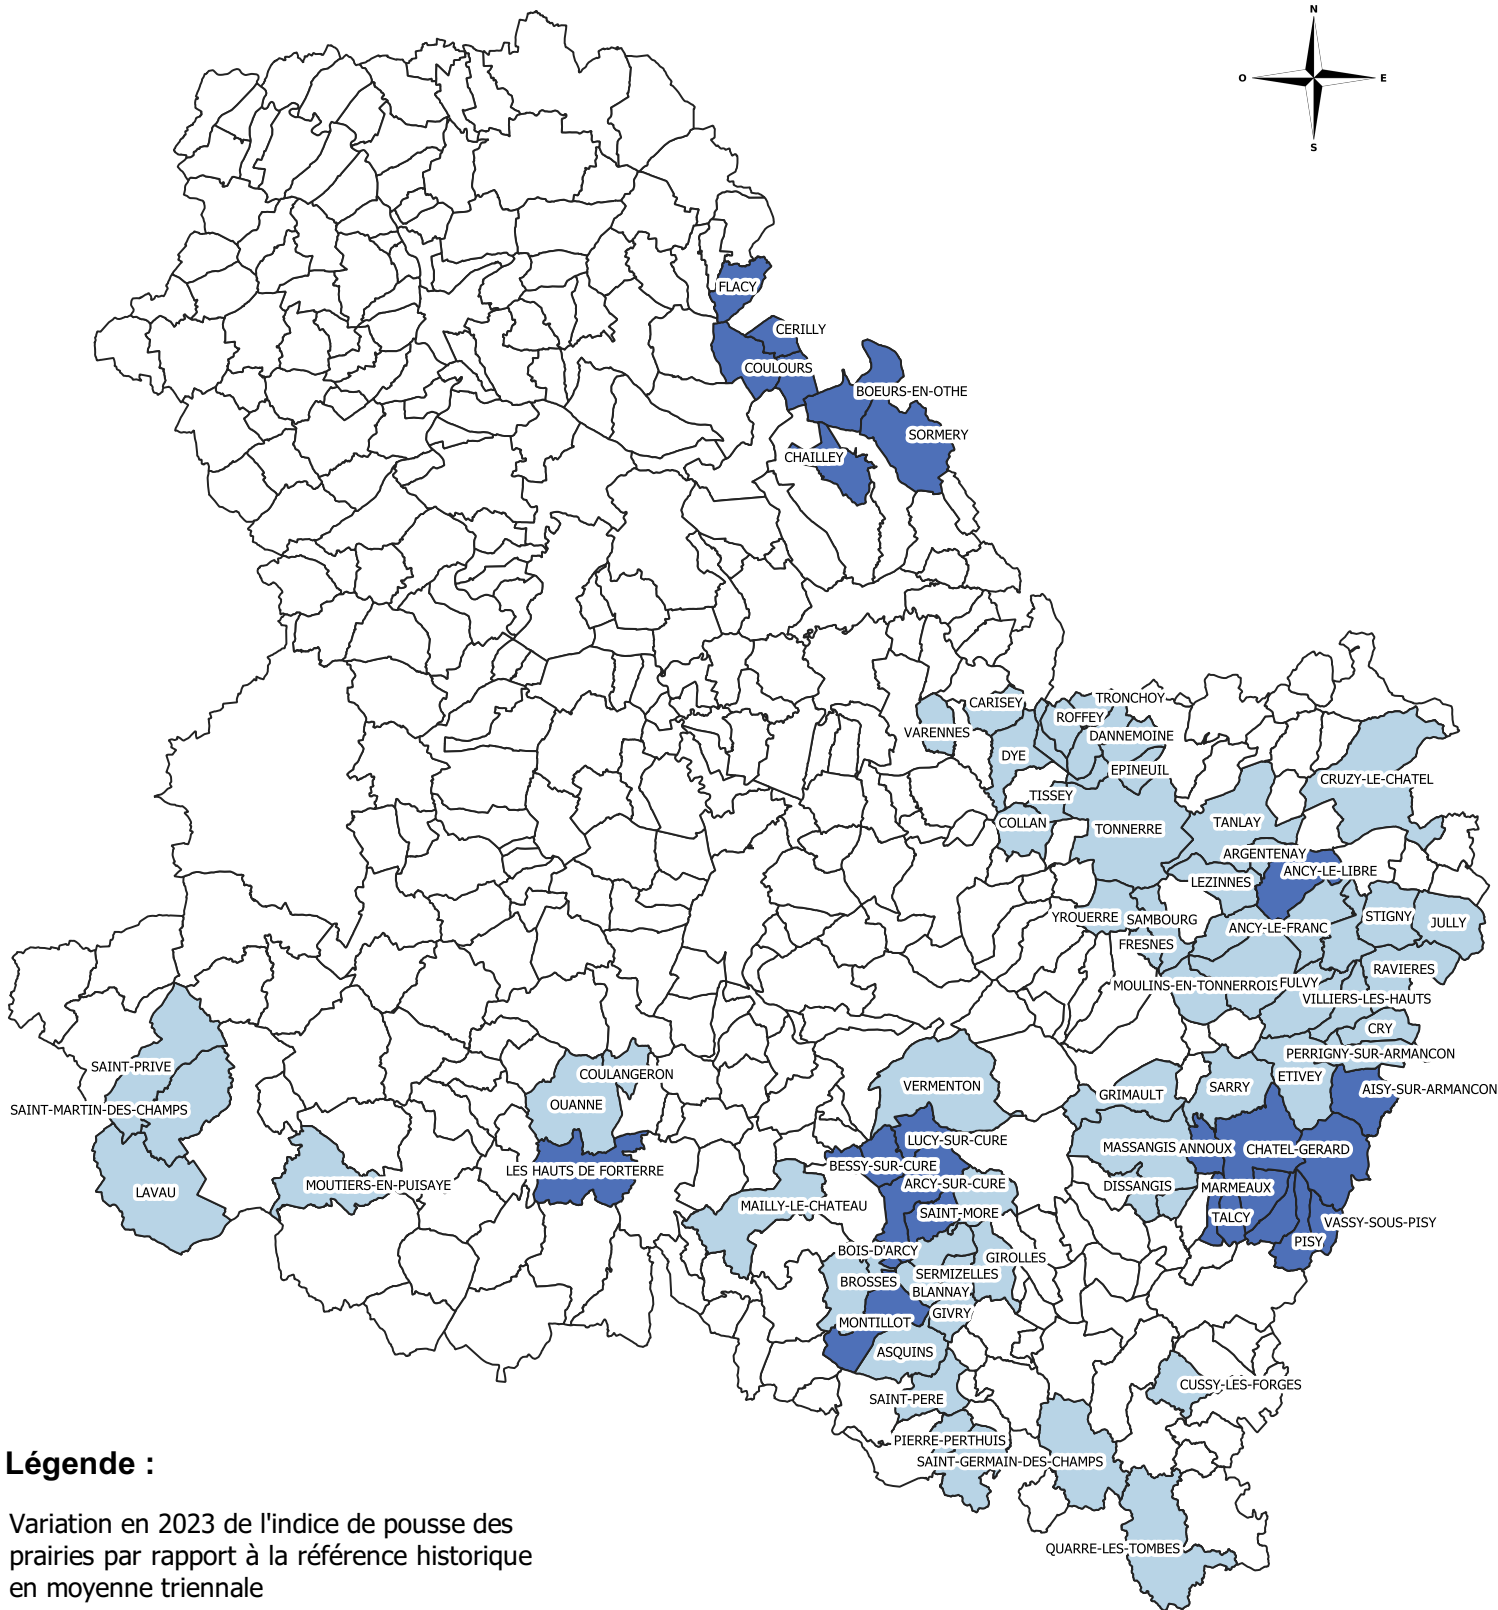 N
O
E
S
FLACY
CERILLY
COULOURS
BOEURS-EN-OTHE
SORMERY
CHAILLEY
CARISEY
TRONCHOY
ROFFEY
VARENNES
DANNEMOINE
DYE
EPINEUIL
CRUZY-LE-CHATEL
TISSEY
COLLAN
TONNERRE
TANLAY
ARGENTENAY
ANCY-LE-LIBRE
LEZINNES
YROUERRE
SAMBOURG
STIGNY
JULLY
ANCY-LE-FRANC
FRESNES
RAVIERES
MOULINS-EN-TONNERROIS
FULVY
VILLIERS-LES-HAUTS
CRY
PERRIGNY-SUR-ARMANCON
SAINT-PRIVE
COULANGERON
ETIVEY
VERMENTON
SARRY
AISY-SUR-ARMANCON
GRIMAULT
OUANNE
SAINT-MARTIN-DES-CHAMPS
LUCY-SUR-CURE
MASSANGIS
ANNOUX
CHATEL-GERARD
BESSY-SUR-CURE
LES HAUTS DE FORTERRE
ARCY-SUR-CURE
DISSANGIS
MOUTIERS-EN-PUISAYE
MARMEAUX
LAVAU
MAILLY-LE-CHATEAU
SAINT-MORE
TALCY
VASSY-SOUS-PISY
PISY
BOIS-D'ARCY
GIROLLES
SERMIZELLES
BROSSES
BLANNAY
GIVRY
MONTILLOT
ASQUINS
CUSSY-LES-FORGES
SAINT-PERE
PIERRE-PERTHUIS
SAINT-GERMAIN-DES-CHAMPS
QUARRE-LES-TOMBES
Légende :
Variation en 2023 de l'indice de pousse des
prairies par rapport à la référence historique
en moyenne triennale